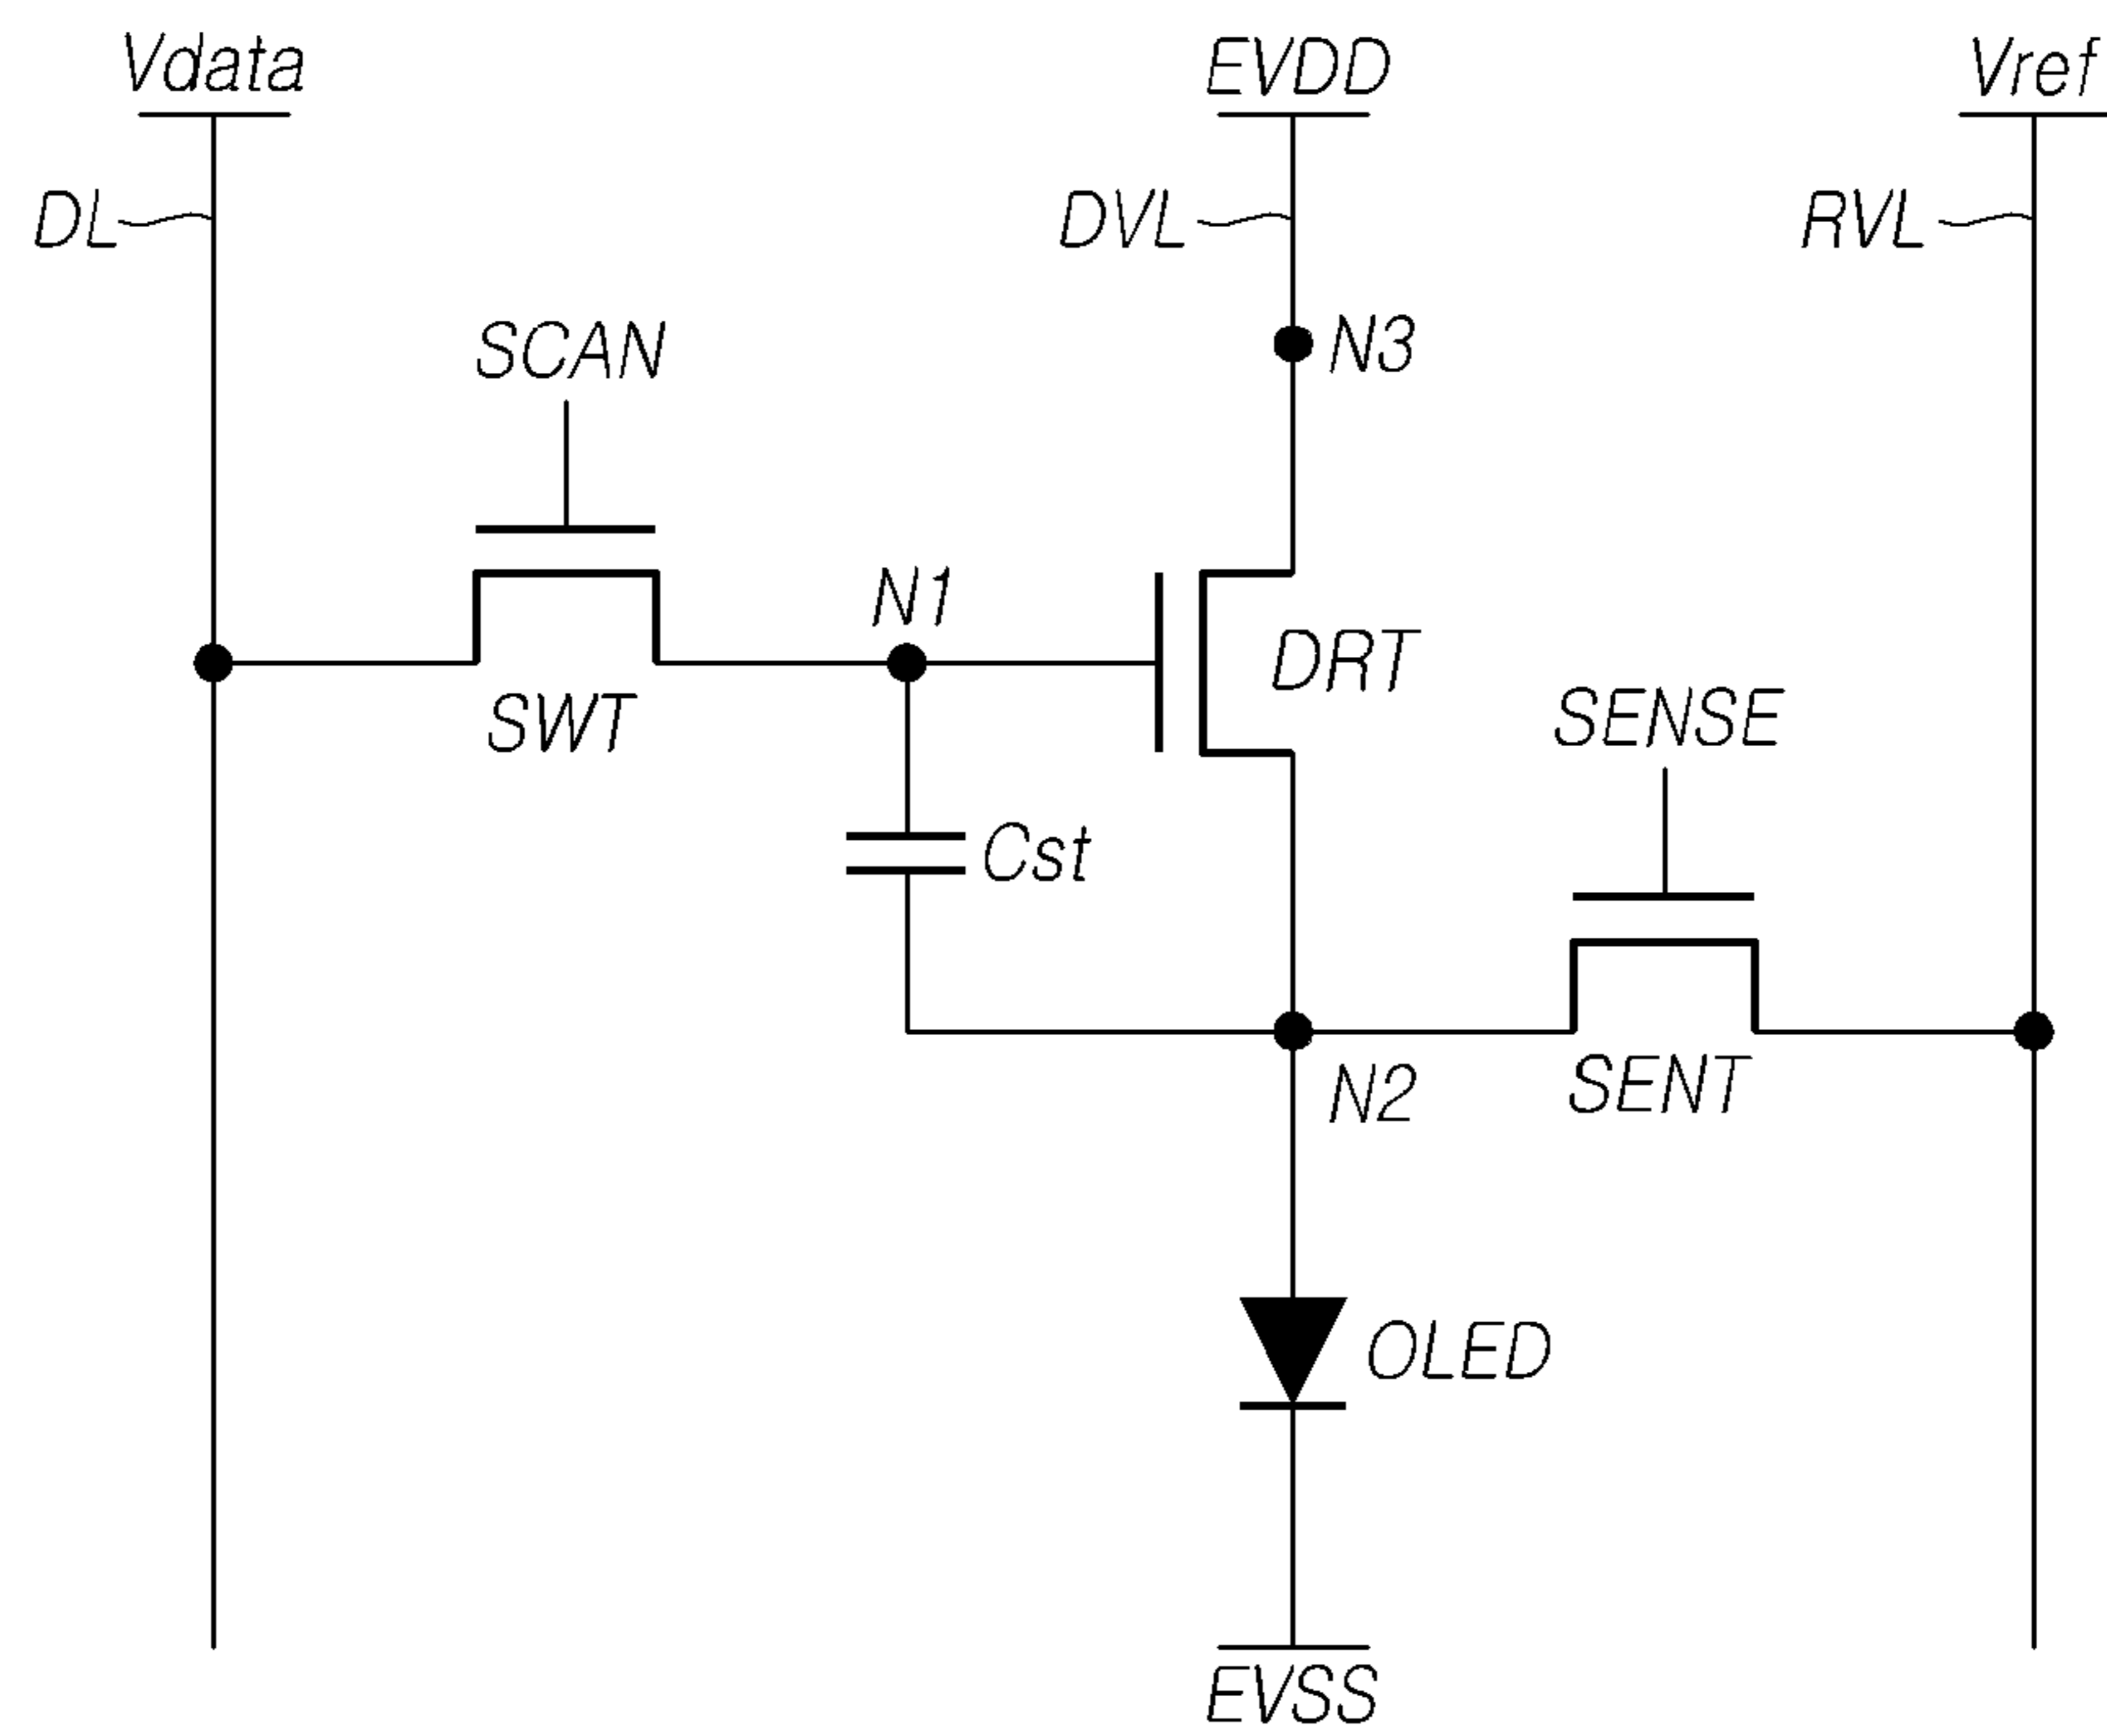 Vdata
EVDD
Vref
DL
DVL
RVL
N3
SCAN
N1
DRT
SWT
SENSE
Cst
N2
SENT
OLED
EVSS